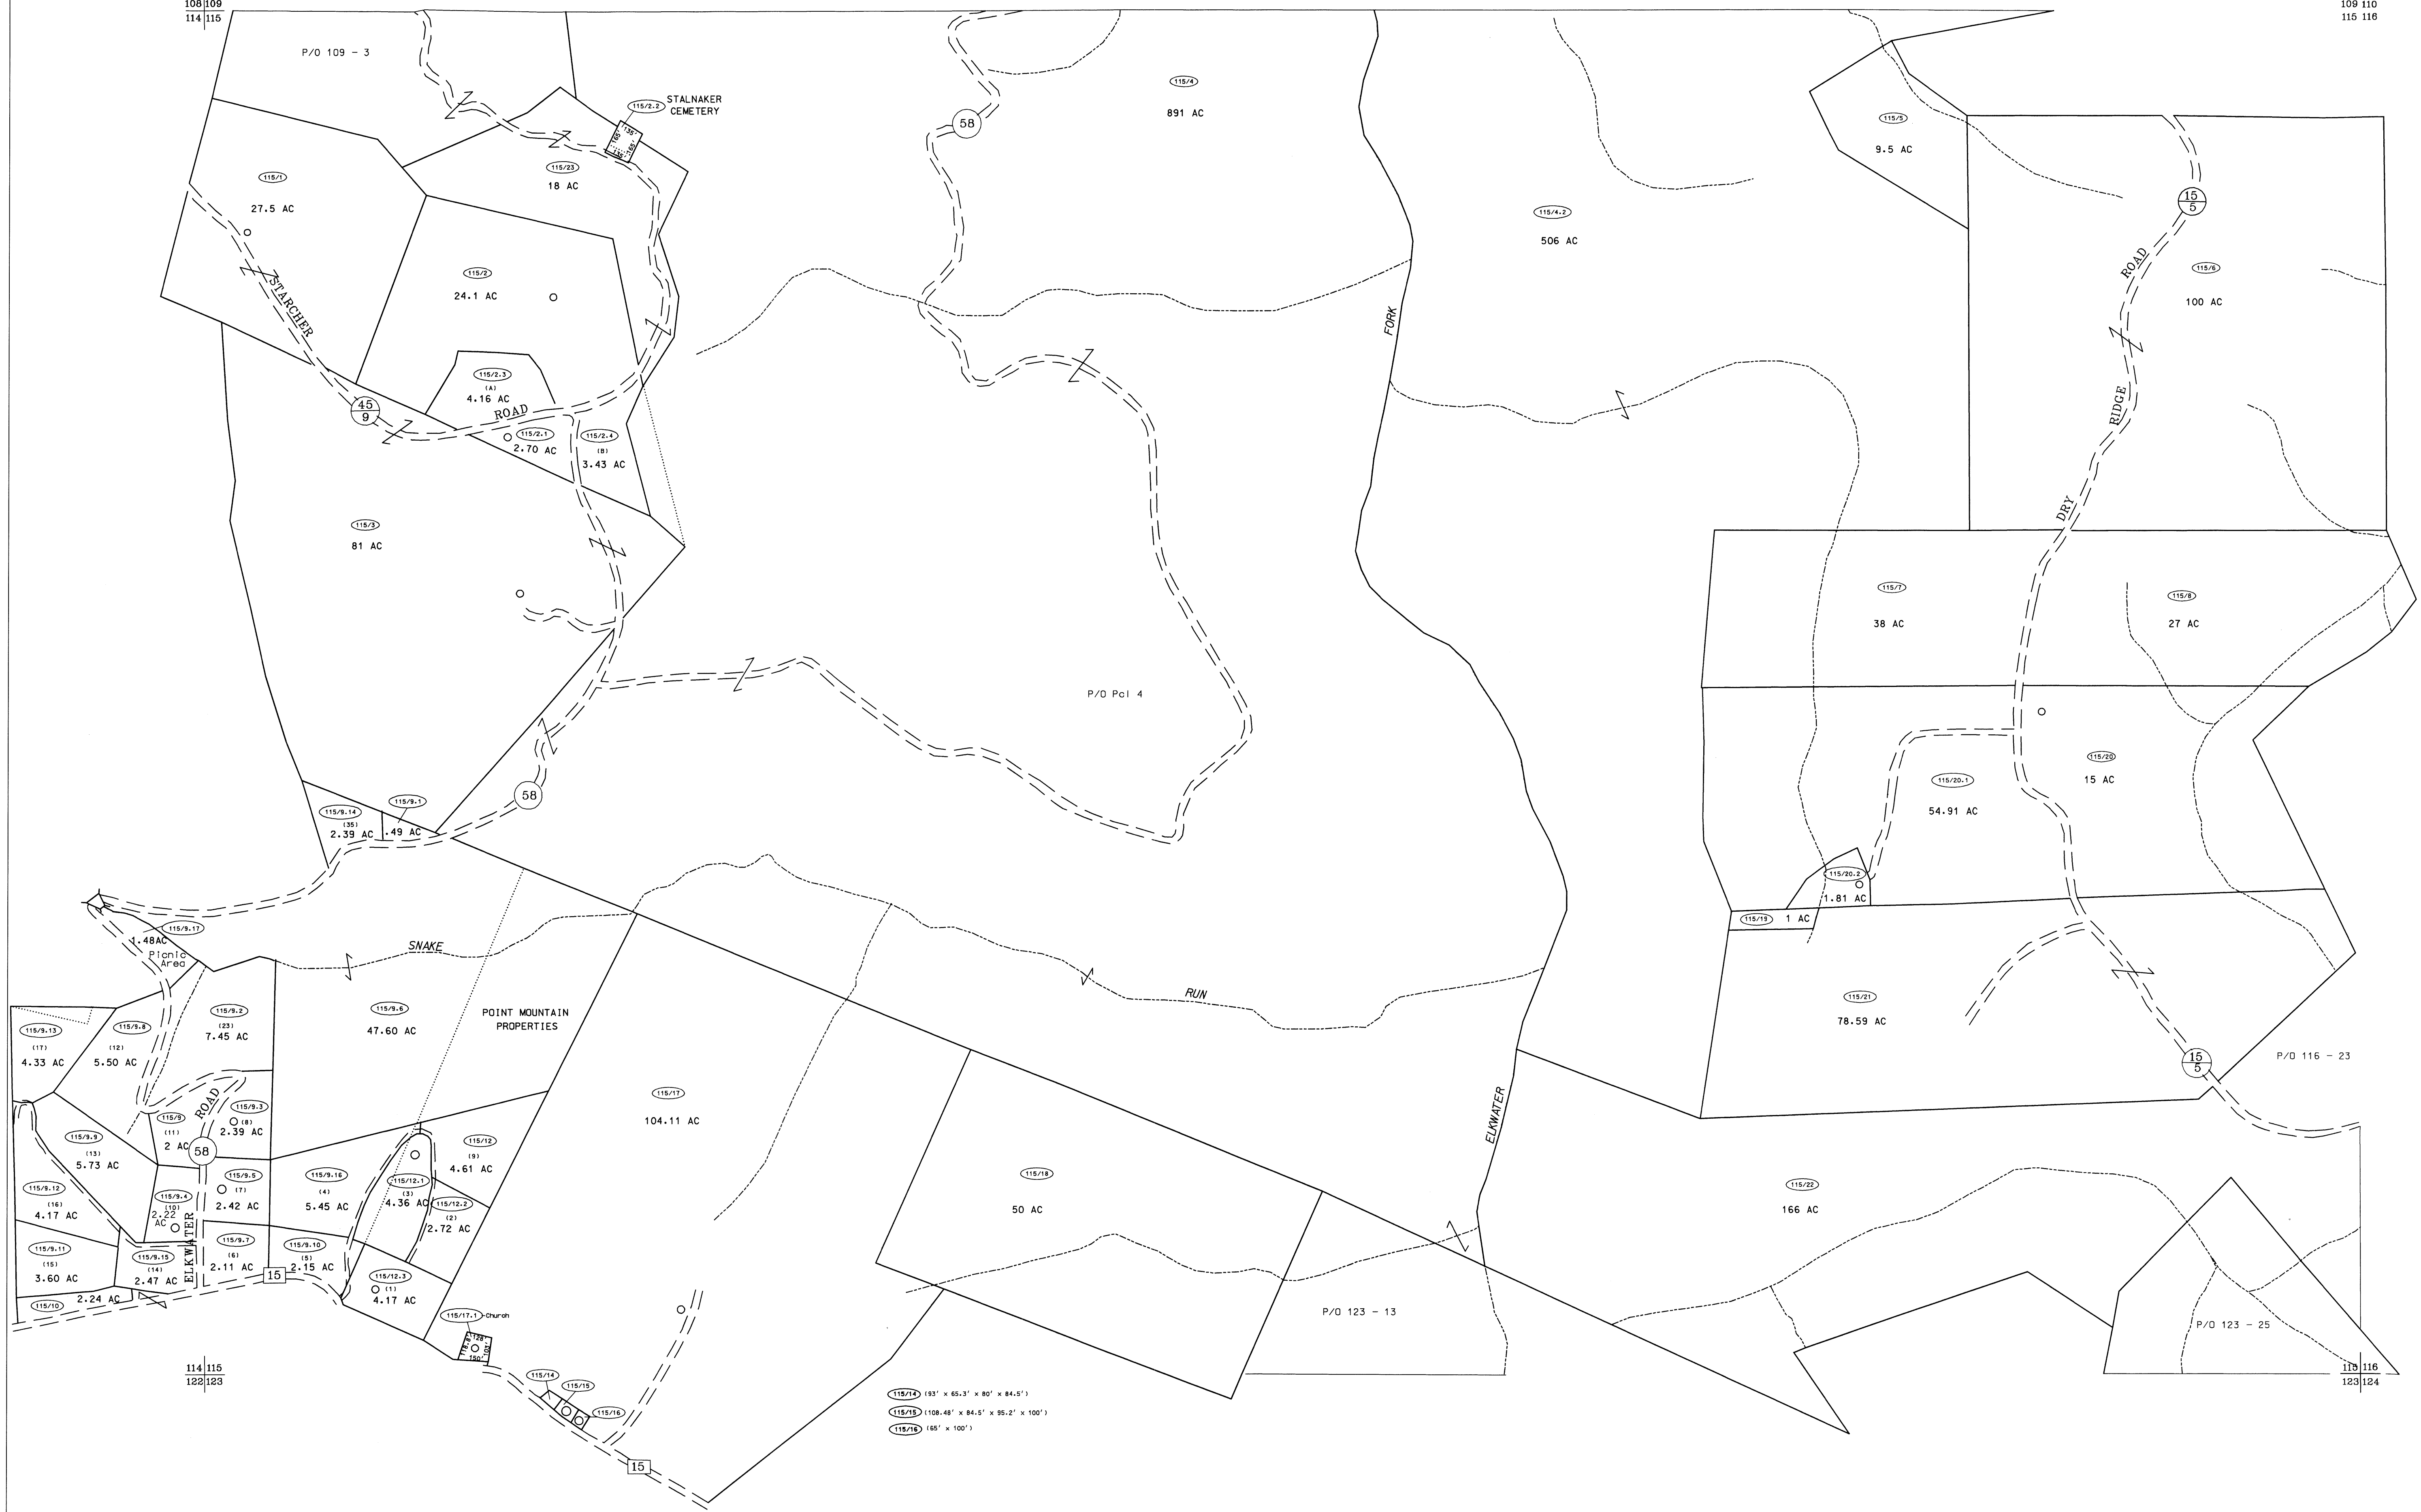 108 109
114 115
109 110
115 116
P/O 109 - 3
115/2.2
STALNAKER
CEMETERY
135'
165'
165'
115/4
891 AC
58
115/5
9.5 AC
115/1
27.5 AC
115/23
18 AC
115/4.2
506 AC
15
5
115/6
100 AC
115/2
24.1 AC
STARCHER
ROAD
45
9
115/2.3
(A)
4.16 AC
115/2.1
2.70 AC
115/2.4
(B)
3.43 AC
FORK
DRY
RIDGE
ROAD
115/3
81 AC
115/7
38 AC
115/8
27 AC
P/O Pcl 4
115/20
15 AC
115/20.1
54.91 AC
58
115/9.14
(35)
2.39 AC
115/9.1
.49 AC
115/20.2
1.81 AC
115/19
1 AC
115/9.17
1.48AC
Picnic
Area
SNAKE
RUN
115/21
78.59 AC
115/9.13
(17)
4.33 AC
115/9.8
(12)
5.50 AC
115/9.2
(23)
7.45 AC
115/9.6
47.60 AC
POINT MOUNTAIN
PROPERTIES
P/O 116 - 23
15
5
115/17
104.11 AC
ELKWATER
115/9
(11)
2 AC
ROAD
115/9.3
(8)
2.39 AC
115/9.9
(13)
5.73 AC
58
115/12
(9)
4.61 AC
115/9.12
(16)
4.17 AC
115/9.4
(10)
2.22
AC
115/9.5
(7)
2.42 AC
115/9.16
(4)
5.45 AC
115/12.1
(3)
4.36 AC
115/12.2
(2)
2.72 AC
115/18
50 AC
115/22
166 AC
115/9.11
(15)
3.60 AC
115/9.15
(14)
2.47 AC
ELKWATER
115/9.7
(6)
2.11 AC
115/9.10
(5)
2.15 AC
15
115/12.3
(1)
4.17 AC
115/10
2.24 AC
115/17.1
Church
118.8'
128'
103'
150'
P/O 123 - 13
P/O 123 - 25
114 115
122 123
115 116
123 124
115/14
115/15
115/16
115/14 (93' x 65.3' x 80' x 84.5')
115/15 (108.48' x 84.5' x 95.2' x 100')
115/16 (65' x 100')
15